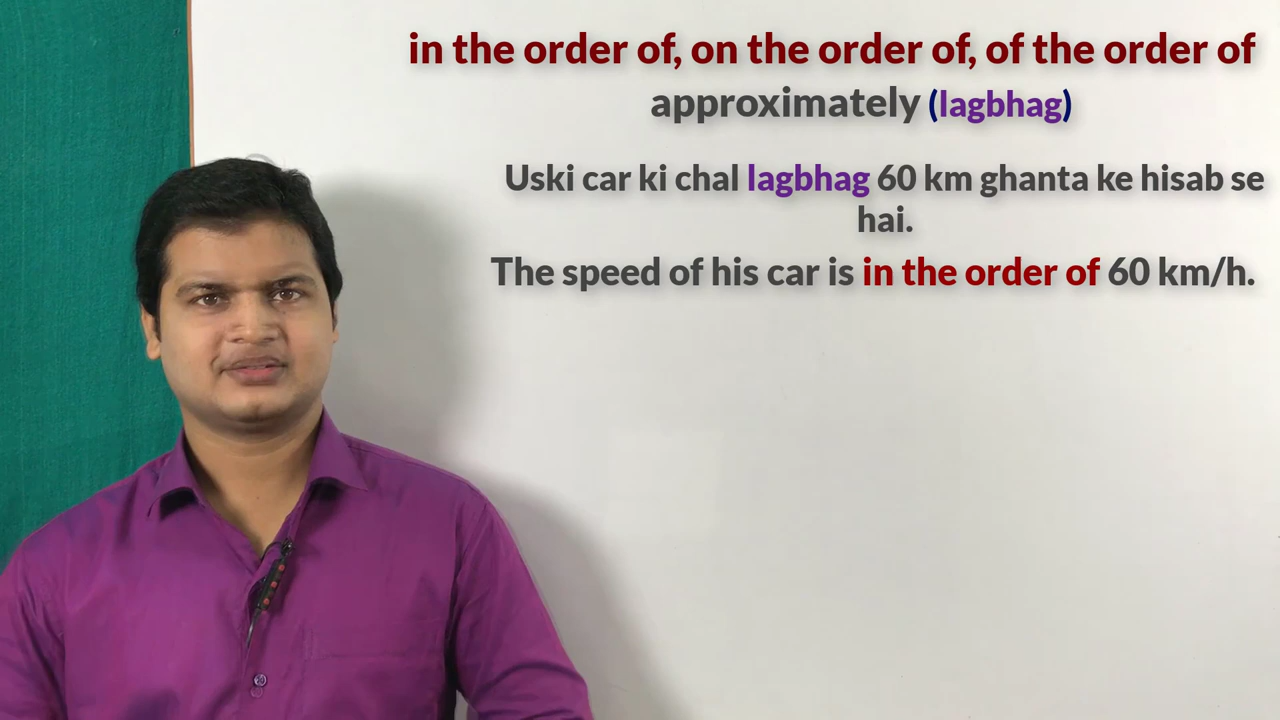 in the order of, on the order of, of the order of
approximately (lagbhag)
Uski car ki chal lagbhag 60 km ghanta ke hisab se
hai.
The speed of his car is in the order of 60 km/h.